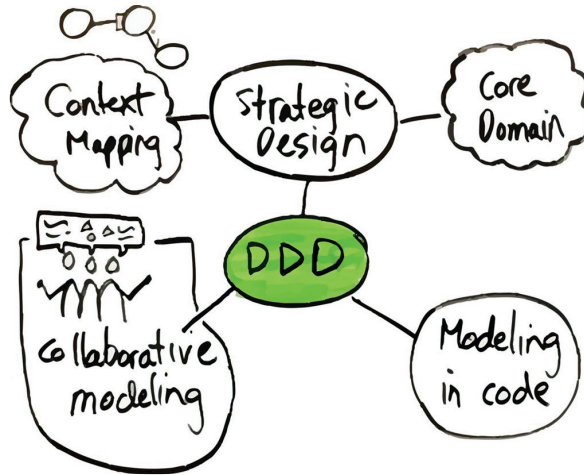 Context
Mapping
Strategic
Design
Core
Domain
DDD
Collaborative
modeling
Modeling
in code